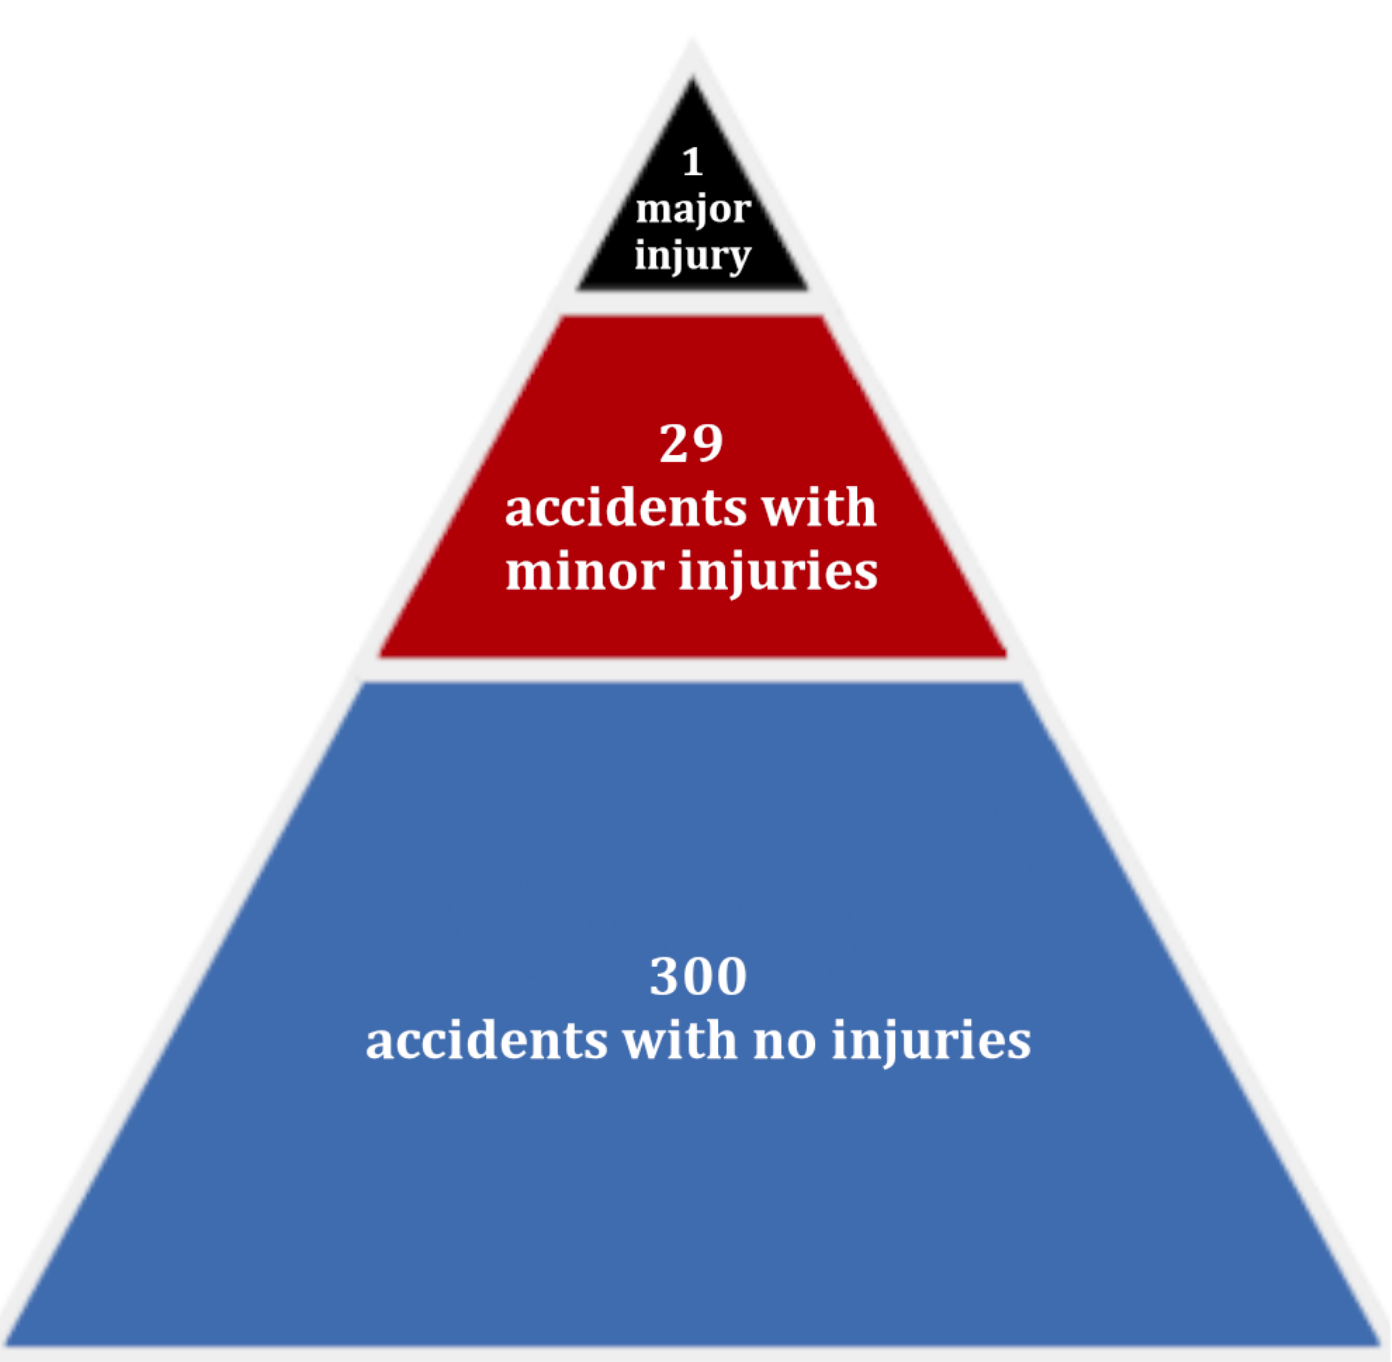 1
major
injury
29
accidents with
minor injuries
300
accidents with no injuries